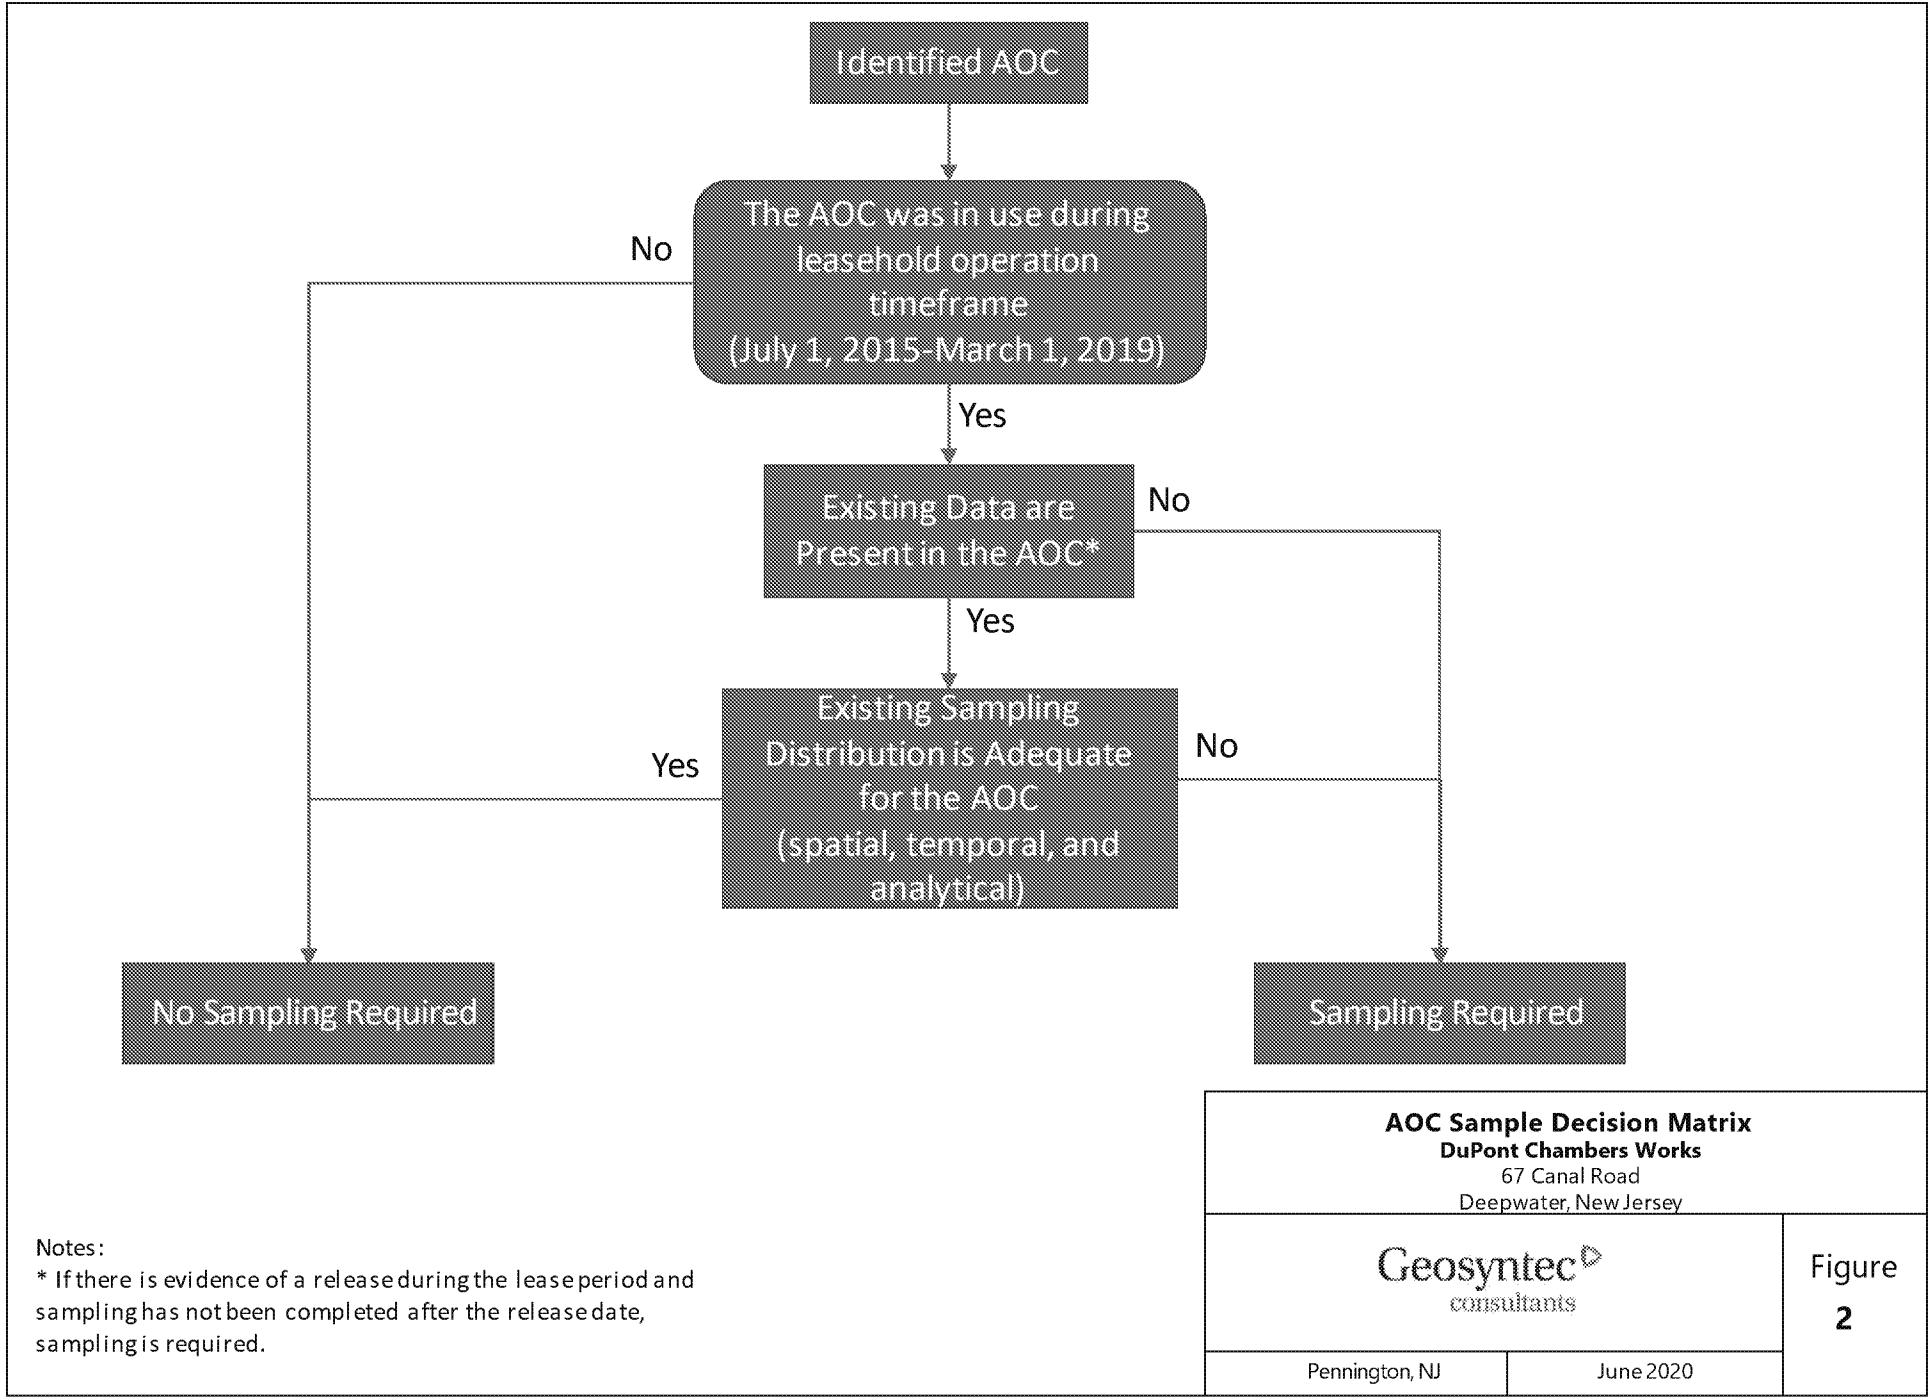 Identified AOC
The AOC was in use during
leasehold operation
timeframe
(July 1, 2015-March 1, 2019)
No
Yes
Existing Data are
Present in the AOC*
No
Yes
Existing Sampling
Distribution is Adequate
for the AOC
(spatial, temporal, and
analytical)
Yes
No
No Sampling Required
Sampling Required
Notes:
* If there is evidence of a release during the lease period and
sampling has not been completed after the release date,
sampling is required.
AOC Sample Decision Matrix
DuPont Chambers Works
67 Canal Road
Deepwater, New Jersey
Geosyntec
consultants
Figure
2
Pennington, NJ
June 2020